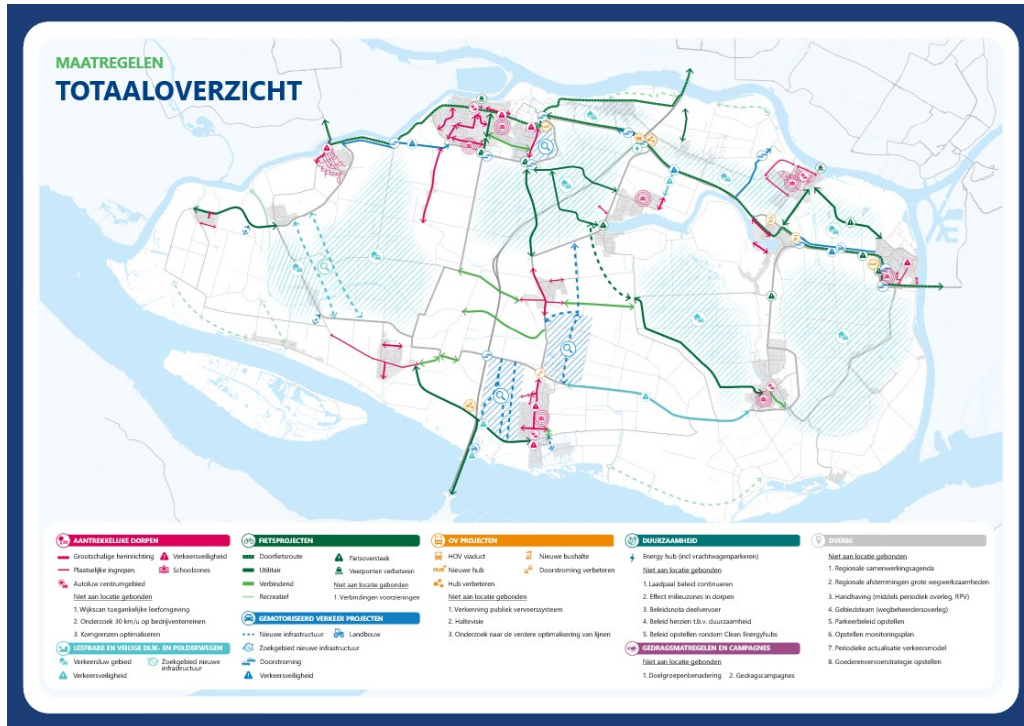 MAATREGELEN
TOTAALOVERZICHT
AANTREKKELIJKE DORPEN
Grootschalige herinrichting
Verkeersveiligheid
Plaatselijke ingrepen
Schoolzones
Autoluw centrumgebied
Niet aan locatie gebonden
1. Wijkscan toegankelijke leefomgeving
2. Onderzoek 30 km/u op bedrijventerreinen
3. Komgrenzen optimaliseren
LEEFBARE EN VEILIGE DIJK- EN POLDERWEGEN
Verkeersluw gebied
Zoekgebied nieuwe
infrastructuur
Verkeersveiligheid
FIETSPROJECTEN
Doorfietsroute
Fietsoversteek
Utilitair
Veerponten verbeteren
Verbindend
Niet aan locatie gebonden
Recreatief
1. Verbindingen voorzieningen
GEMOTORISEERD VERKEER PROJECTEN
Nieuwe infrastructuur
Landbouw
Zoekgebied nieuwe infrastructuur
Doorstroming
Verkeersveiligheid
OV PROJECTEN
HOV viaduct
Nieuwe bushalte
HUB
Nieuwe hub
Doorstroming verbeteren
Hub verbeteren
Niet aan locatie gebonden
1. Verkenning publiek vervoerssysteem
2. Haltevisie
3. Onderzoek naar de verdere optimalisering van lijnen
DUURZAAMHEID
Energy hub (incl vrachtwagenparkeren)
Niet aan locatie gebonden
1. Laadpaal beleid continueren
2. Effect milieuzones in dorpen
3. Beleidsnota deelvervoer
4. Beleid herzien t.b.v. duurzaamheid
5. Beleid opstellen rondom Clean Energyhubs
GEDRAGSMATREGELEN EN CAMPAGNES
Niet aan locatie gebonden
1. Doelgroepenbenadering
2. Gedragscampagnes
OVERIG
Niet aan locatie gebonden
1. Regionale samenwerkingsagenda
2. Regionale afstemmingen grote wegwerkzaamheden
3. Handhaving (middels periodiek overleg, RPV)
4. Gebiedsteam (wegbeheerdersoverleg)
5. Parkeerbeleid opstellen
6. Opstellen monitoringsplan
7. Periodieke actualisatie verkeersmodel
8. Goederenvervoerstrategie opstellen